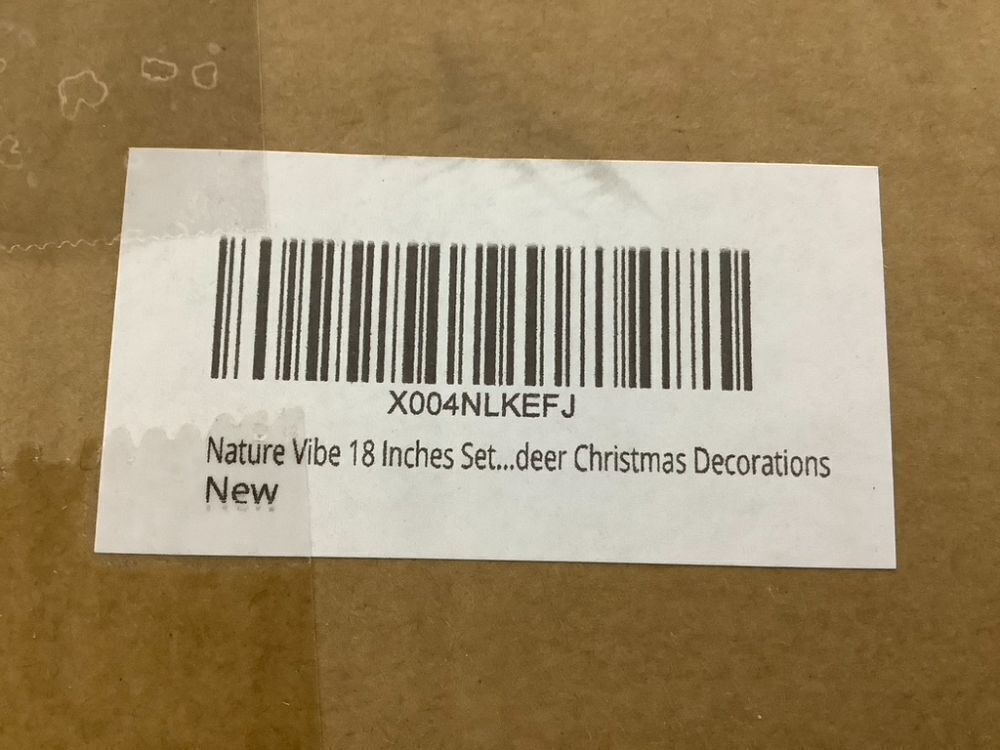 X004NLKEFJ
Nature Vibe 18 Inches Set...deer Christmas Decorations
New